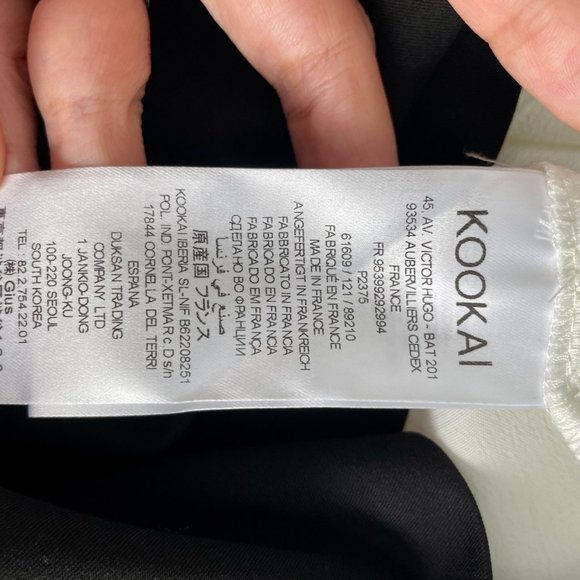 KOOKAI
45, AV. VICTOR HUGO - BAT 201
93534 AUBERVILLIERS CEDEX
FRANCE
FR 95399292994
P2375
61609 / 121 / 89210
FABRIQUÉ EN FRANCE
MADE IN FRANCE
ANGEFERTIGT IN FRANKREICH
FABBRICATO IN FRANCIA
FABRICADO EN FRANCIA
FABRICADO EM FRANÇA
СДЕЛАНО ВО ФРАНЦИИ
صنع في فرنسا
原産国 フランス
KOOKAI IBERIA SL-NIF B62208251
POL. IND PONT-XETMAR c.D s/n
17844 CORNELLA DEL TERRI
ESPANA
DUKSAN TRADING
COMPANY LTD
1 JANKO-DONG
JOONG-KU
100-220 SEOUL
SOUTH KOREA
TEL : 82.2.754.22.01
(株) Gius